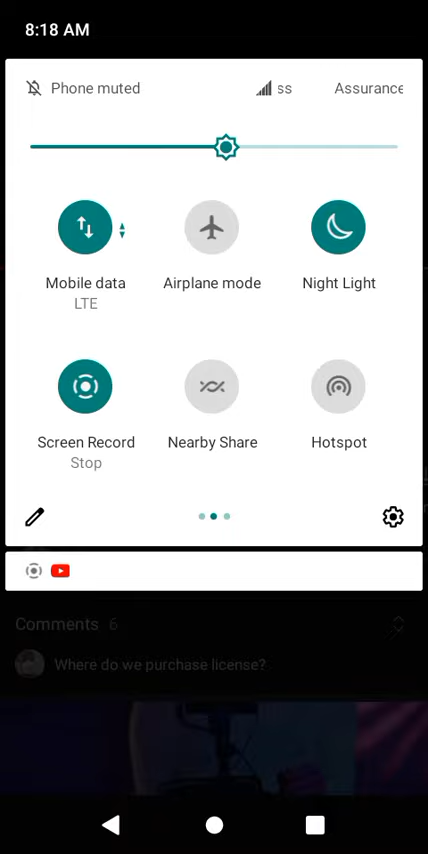 8:18 AM
Phone muted
ss
Assurance
Mobile data
LTE
Airplane mode
Night Light
Screen Record
Stop
Nearby Share
Hotspot
Comments 6
Where do we purchase license?